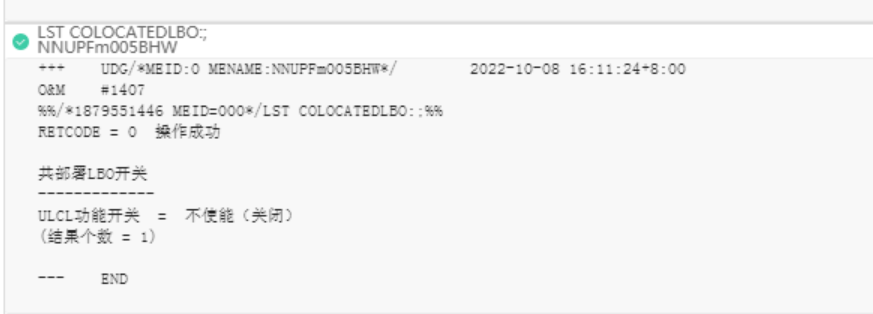 LST COLOCATEDLBO:;
NNUPFm005BHW
+++ UDG/*MEID:0 MENAME:NNUPFm005BHW*/ 2022-10-08 16:11:24+8:00
O&M #1407
%%/*1879551446 MEID=000*/LST COLOCATEDLBO:;%%
RETCODE = 0 操作成功
共部署LBO开关
-------------
ULCL功能开关 = 不使能（关闭）
(结果个数 = 1)
--- END